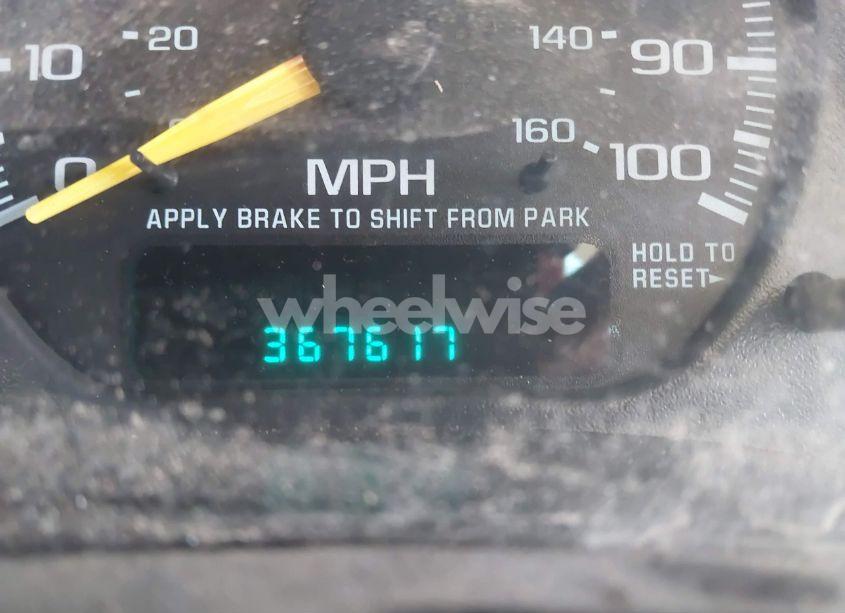 20
140
10
90
160
100
0
MPH
APPLY BRAKE TO SHIFT FROM PARK
HOLD TO
RESET
wheelwise
367617